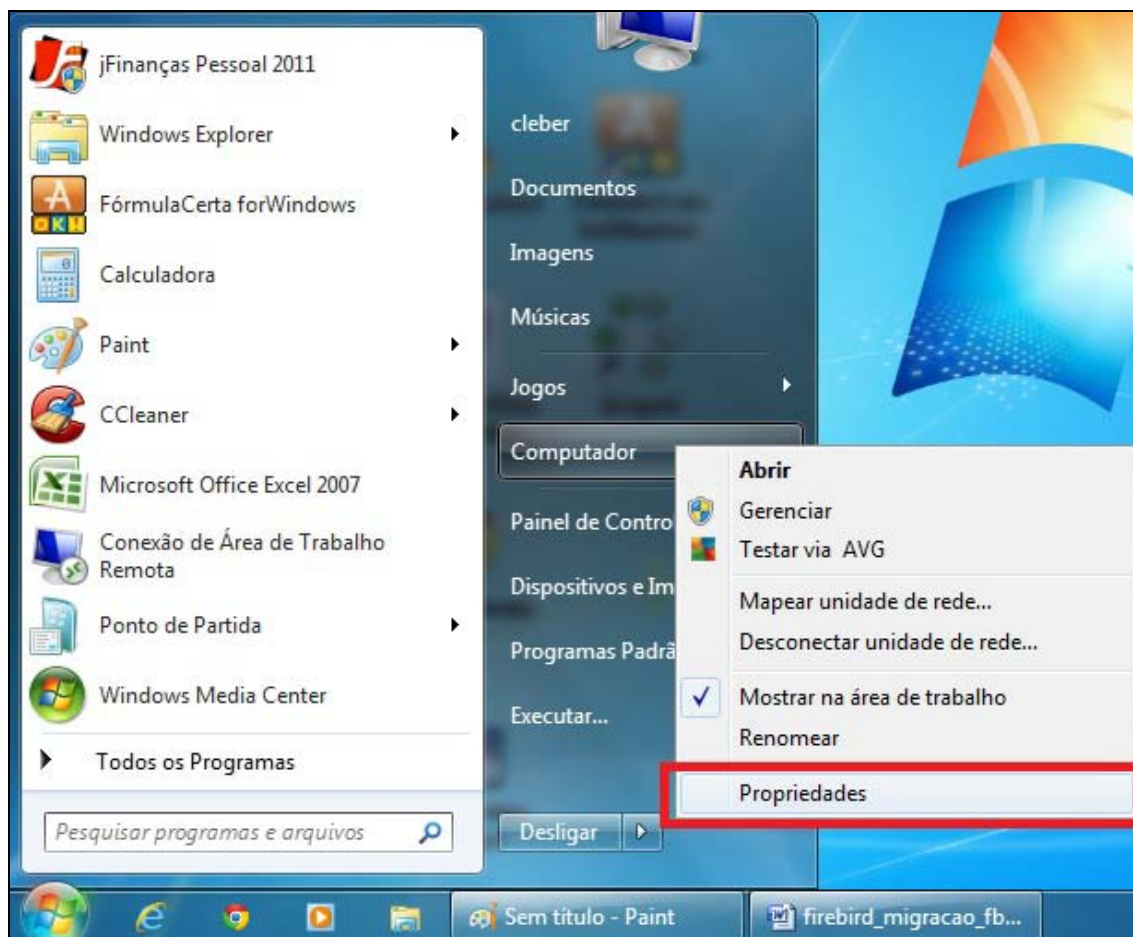 jFinanças Pessoal 2011
Windows Explorer
FórmulaCerta forWindows
Calculadora
Paint
CCleaner
Microsoft Office Excel 2007
Conexão de Área de Trabalho
Remota
Ponto de Partida
Windows Media Center
Todos os Programas
Pesquisar programas e arquivos
cleber
Documentos
Imagens
Músicas
Jogos
Computador
Painel de Contro
Dispositivos e Im
Programas Padrã
Executar...
Desligar
Abrir
Gerenciar
Testar via AVG
Mapear unidade de rede...
Desconectar unidade de rede...
Mostrar na área de trabalho
Renomear
Propriedades
Sem título - Paint
firebird_migracao_fb...